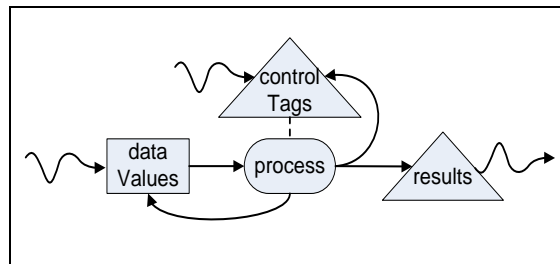 control
Tags
data
Values
process
results